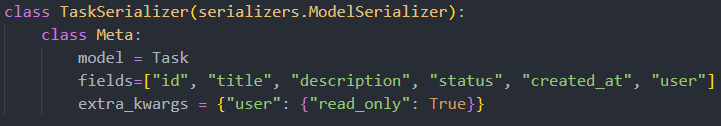 class TaskSerializer(serializers.ModelSerializer):
    class Meta:
        model = Task
        fields=["id", "title", "description", "status", "created_at", "user"]
        extra_kwargs = {"user": {"read_only": True}}